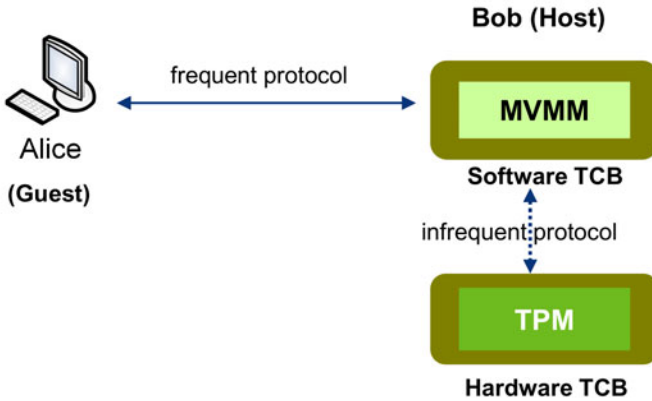 Bob (Host)
frequent protocol
MVMM
Alice
(Guest)
Software TCB
infrequent protocol
TPM
Hardware TCB